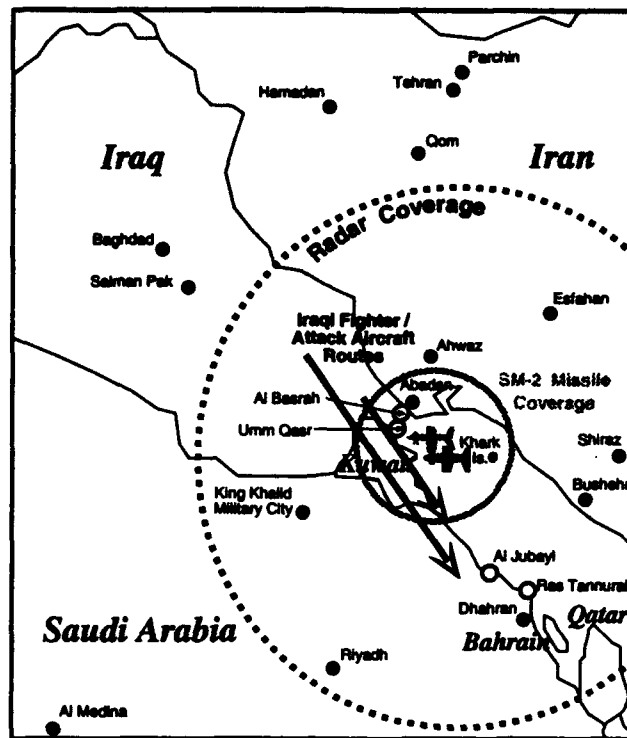 Parchin
Tehran
Hamadan
Qom
Iraq
Iran
Radar Coverage
Baghdad
Salman Pak
Esfahan
Iraqi Fighter /
Attack Aircraft
Routes
Ahwaz
SM-2 Missile
Coverage
Abadan
Al Basrah
Umm Qasr
Khark
Is.
Shiraz
Kuwait
Busheh
King Khalid
Military City
Al Jubayl
Ras Tannurah
Dhahran
Qatar
Bahrain
Saudi Arabia
Riyadh
Al Medina